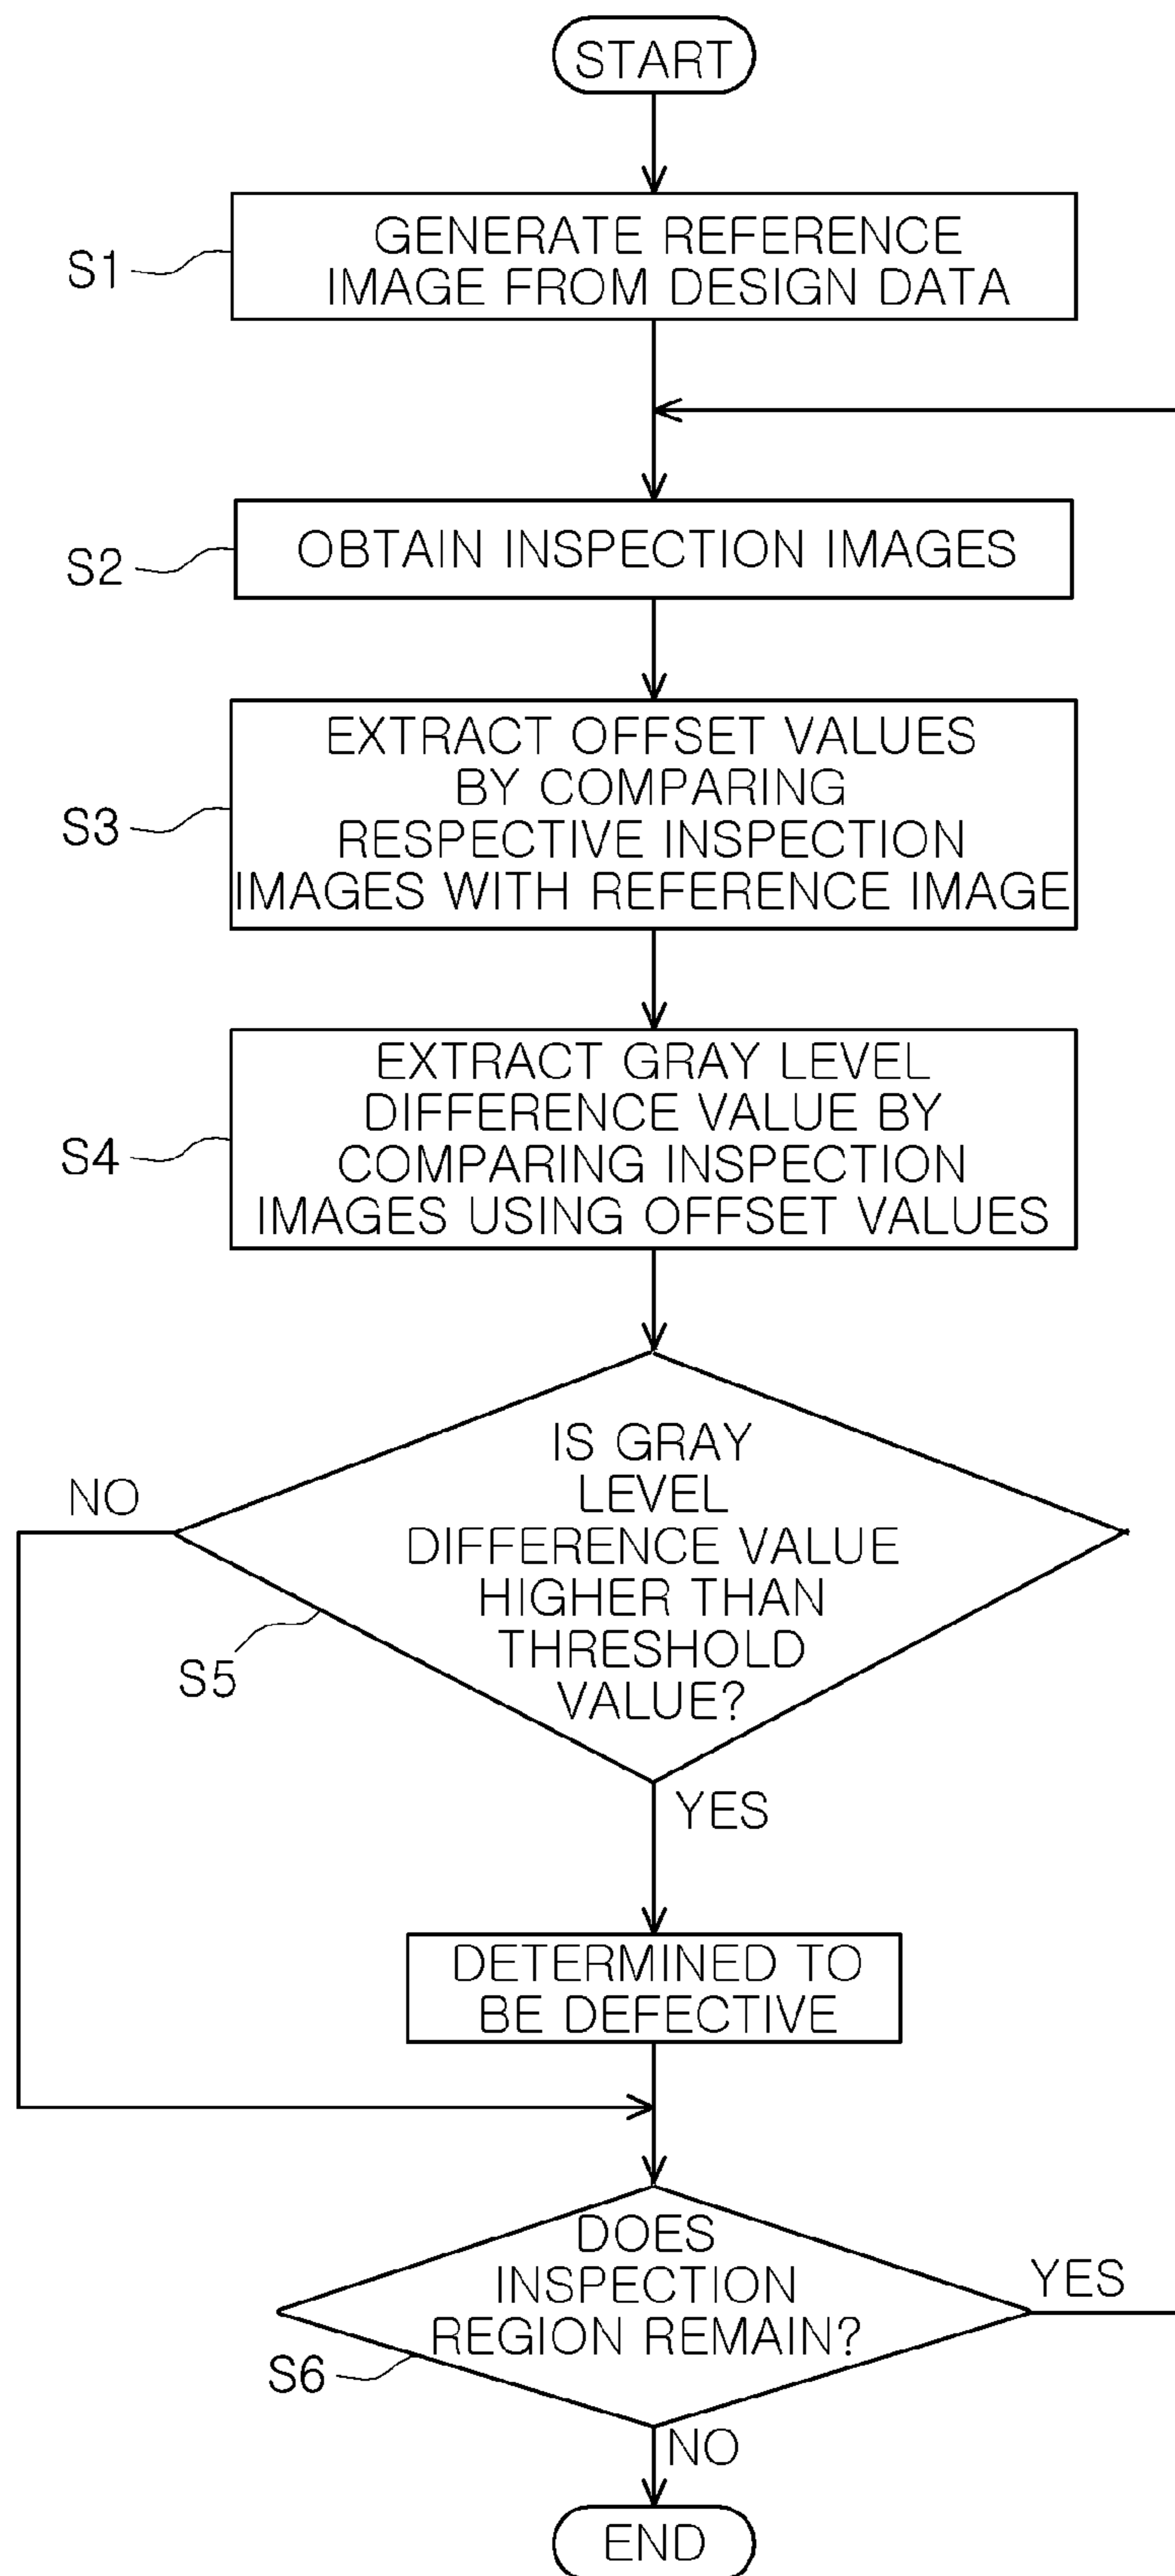 START
S1
GENERATE REFERENCE
IMAGE FROM DESIGN DATA
S2
OBTAIN INSPECTION IMAGES
S3
EXTRACT OFFSET VALUES
BY COMPARING
RESPECTIVE INSPECTION
IMAGES WITH REFERENCE IMAGE
S4
EXTRACT GRAY LEVEL
DIFFERENCE VALUE BY
COMPARING INSPECTION
IMAGES USING OFFSET VALUES
NO
IS GRAY
LEVEL
DIFFERENCE VALUE
HIGHER THAN
THRESHOLD
VALUE?
S5
YES
DETERMINED TO
BE DEFECTIVE
DOES
INSPECTION
REGION REMAIN?
YES
S6
NO
END